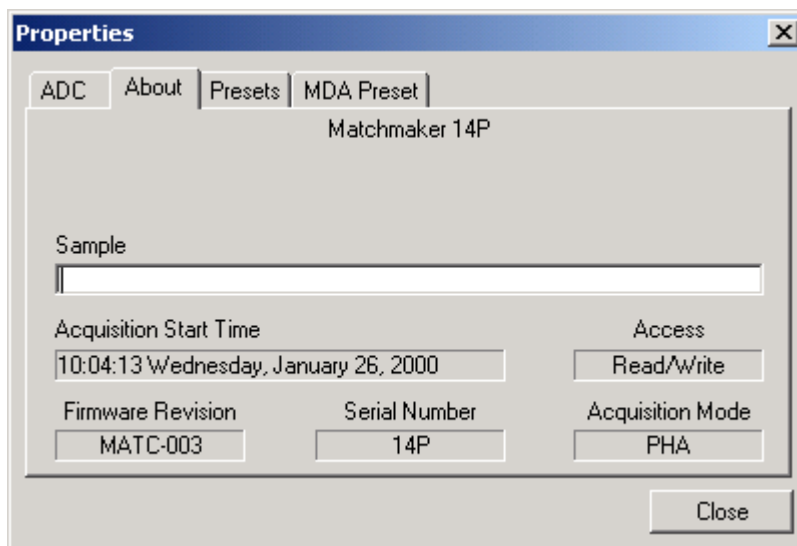 Properties
ADC About Presets MDA Preset
Matchmaker 14P
Sample
Acquisition Start Time Access
10:04:13 Wednesday, January 26, 2000 Read/Write
Firmware Revision Serial Number Acquisition Mode
MATC-003 14P PHA
Close